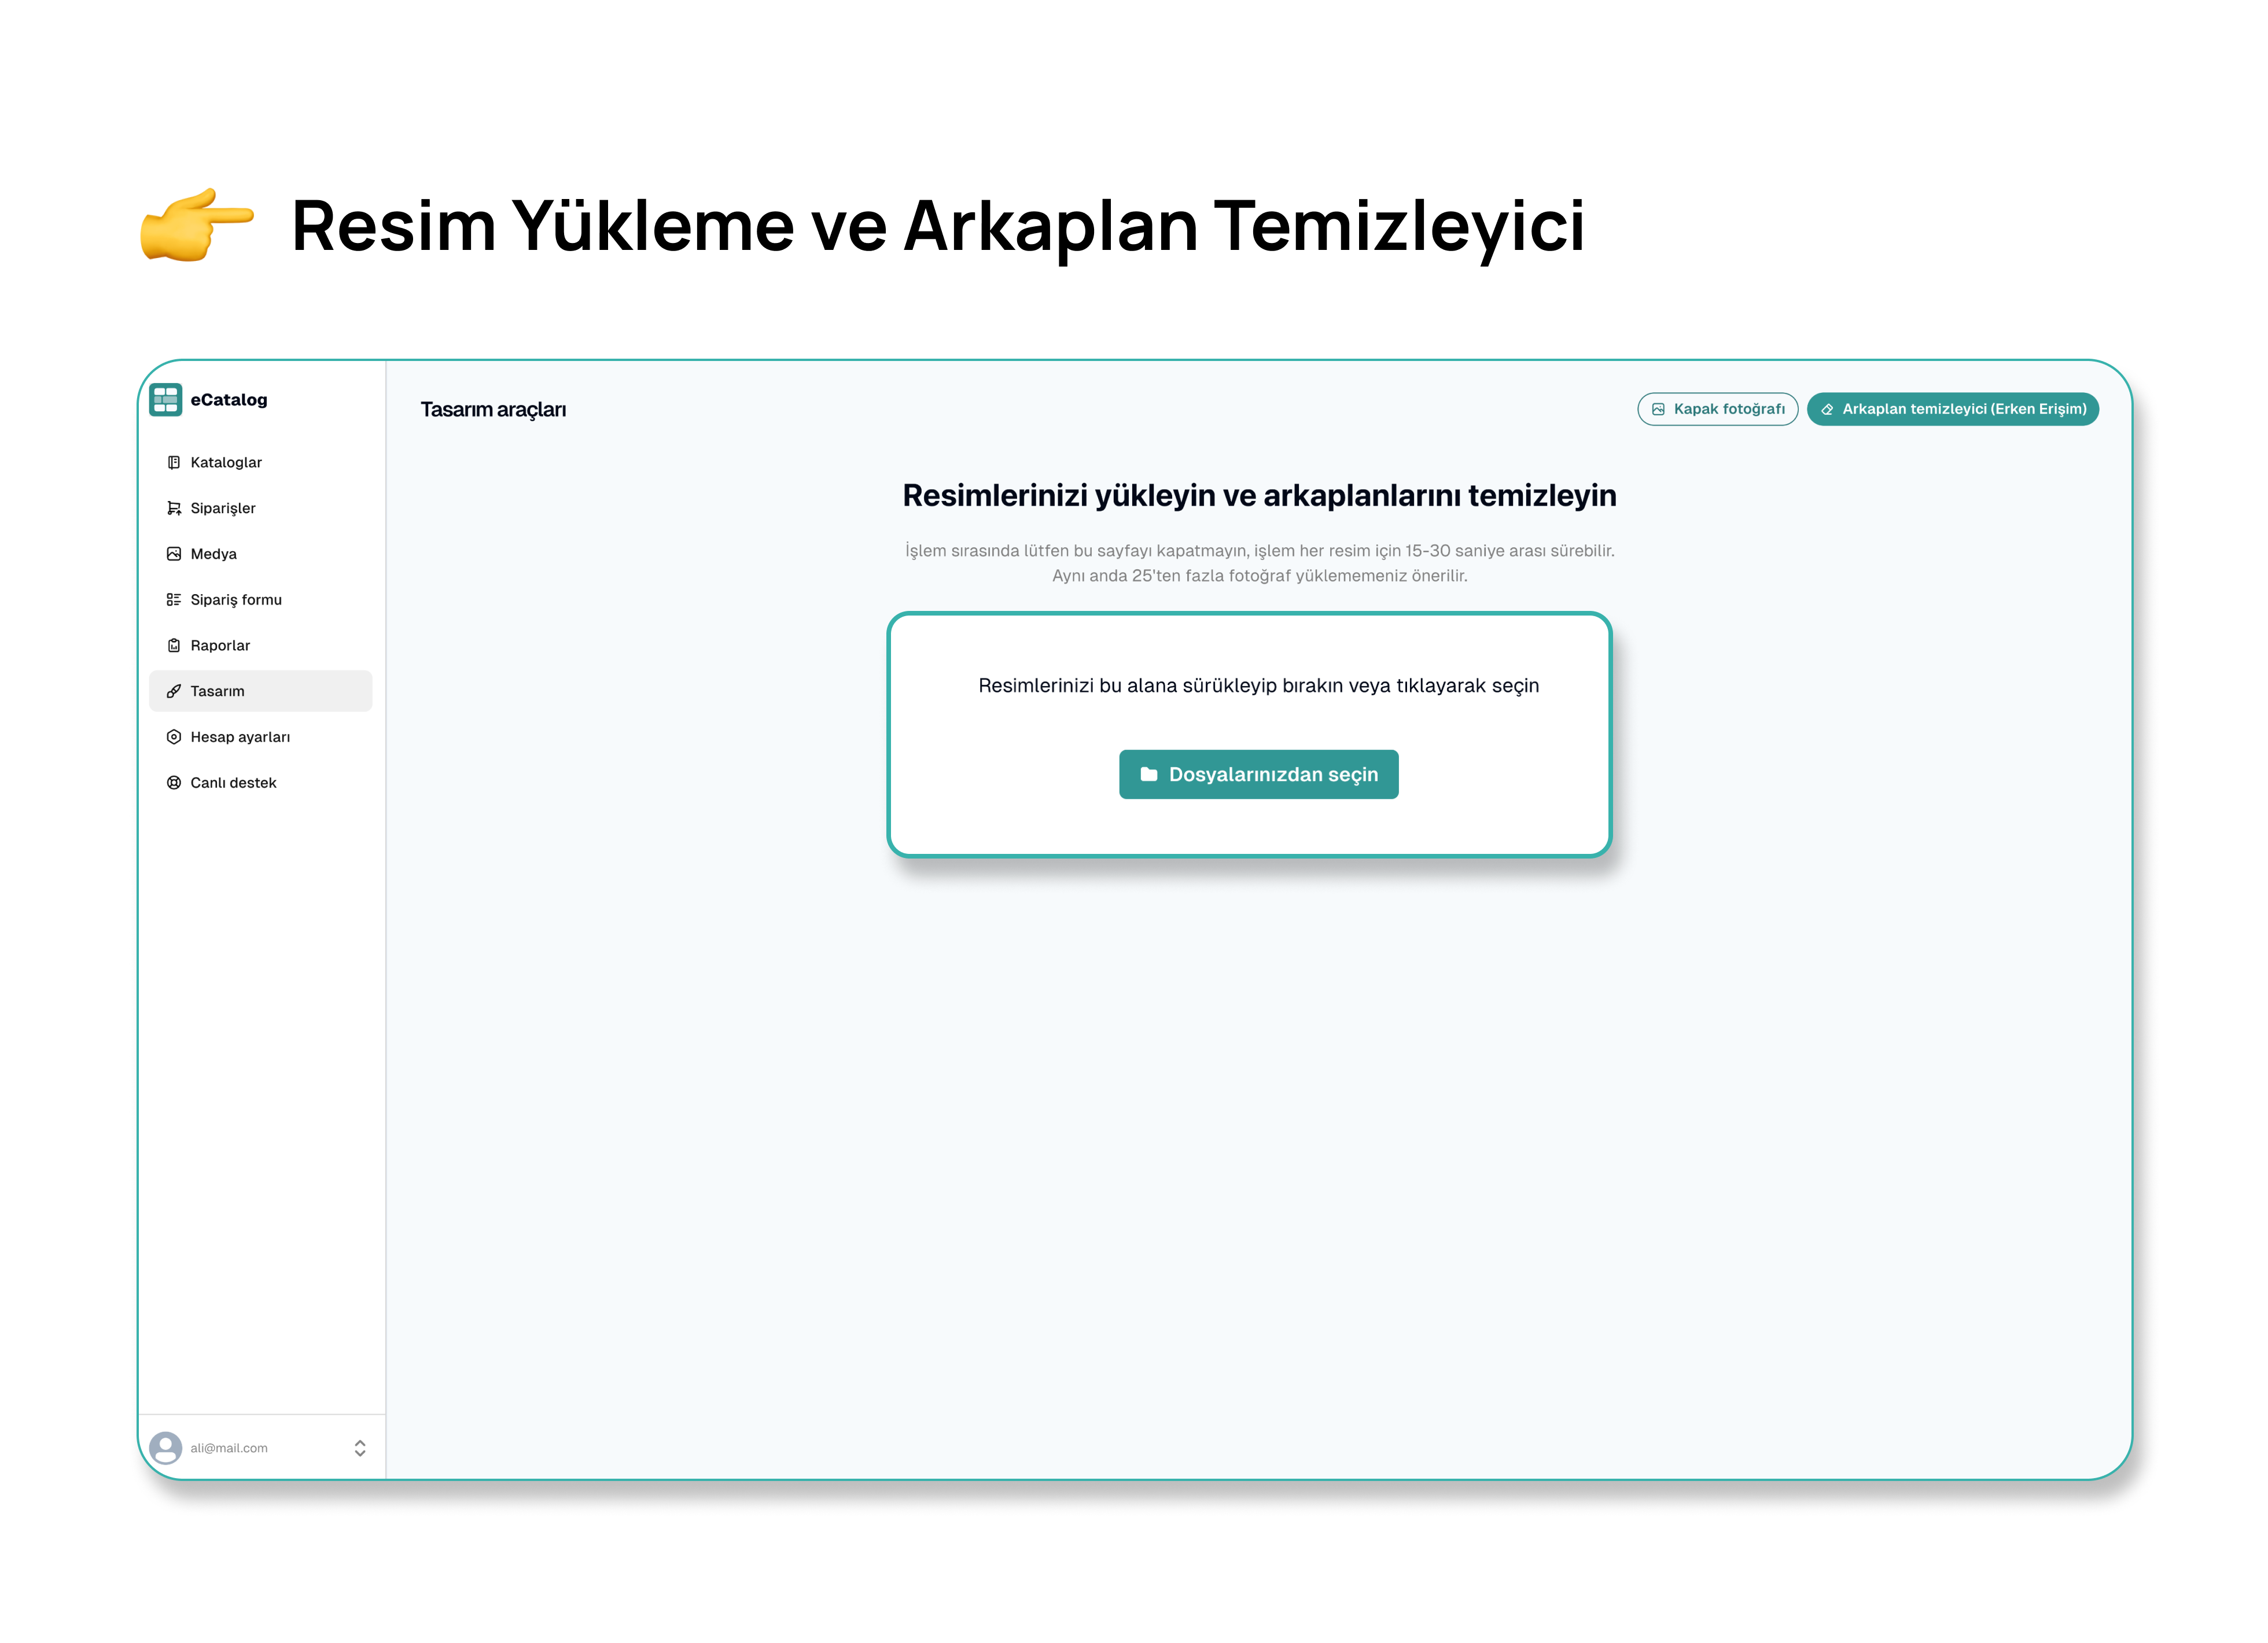 Resim Yükleme ve Arkaplan Temizleyici
eCatalog
Kataloglar
Siparişler
Medya
Sipariş formu
Raporlar
Tasarım
Hesap ayarları
Canlı destek
ali@mail.com
Tasarım araçları
Kapak fotoğrafı
Arkaplan temizleyici (Erken Erişim)
Resimlerinizi yükleyin ve arkaplanlarını temizleyin
İşlem sırasında lütfen bu sayfayı kapatmayın, işlem her resim için 15-30 saniye arası sürebilir.
Aynı anda 25'ten fazla fotoğraf yüklememeniz önerilir.
Resimlerinizi bu alana sürükleyip bırakın veya tıklayarak seçin
Dosyalarınızdan seçin